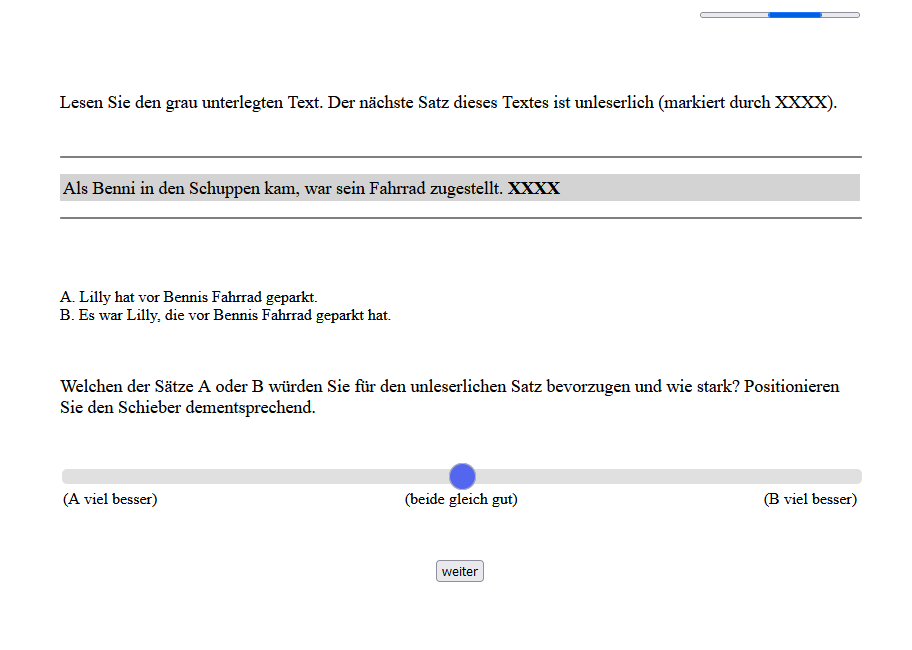 Lesen Sie den grau unterlegten Text. Der nächste Satz dieses Textes ist unleserlich (markiert durch XXXX).
Als Benni in den Schuppen kam, war sein Fahrrad zugestellt. XXXX
A. Lilly hat vor Bennis Fahrrad geparkt.
B. Es war Lilly, die vor Bennis Fahrrad geparkt hat.
Welchen der Sätze A oder B würden Sie für den unleserlichen Satz bevorzugen und wie stark? Positionieren
Sie den Schieber dementsprechend.
(A viel besser) (beide gleich gut) (B viel besser)
weiter